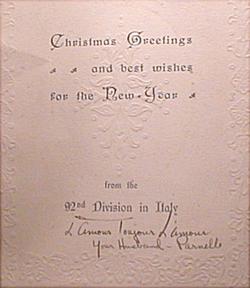 Christmas Greetings
and best wishes
for the New Year
from the
92nd Division in Italy
L'Amour Toujour L'Amour
Your Husband - Parnell